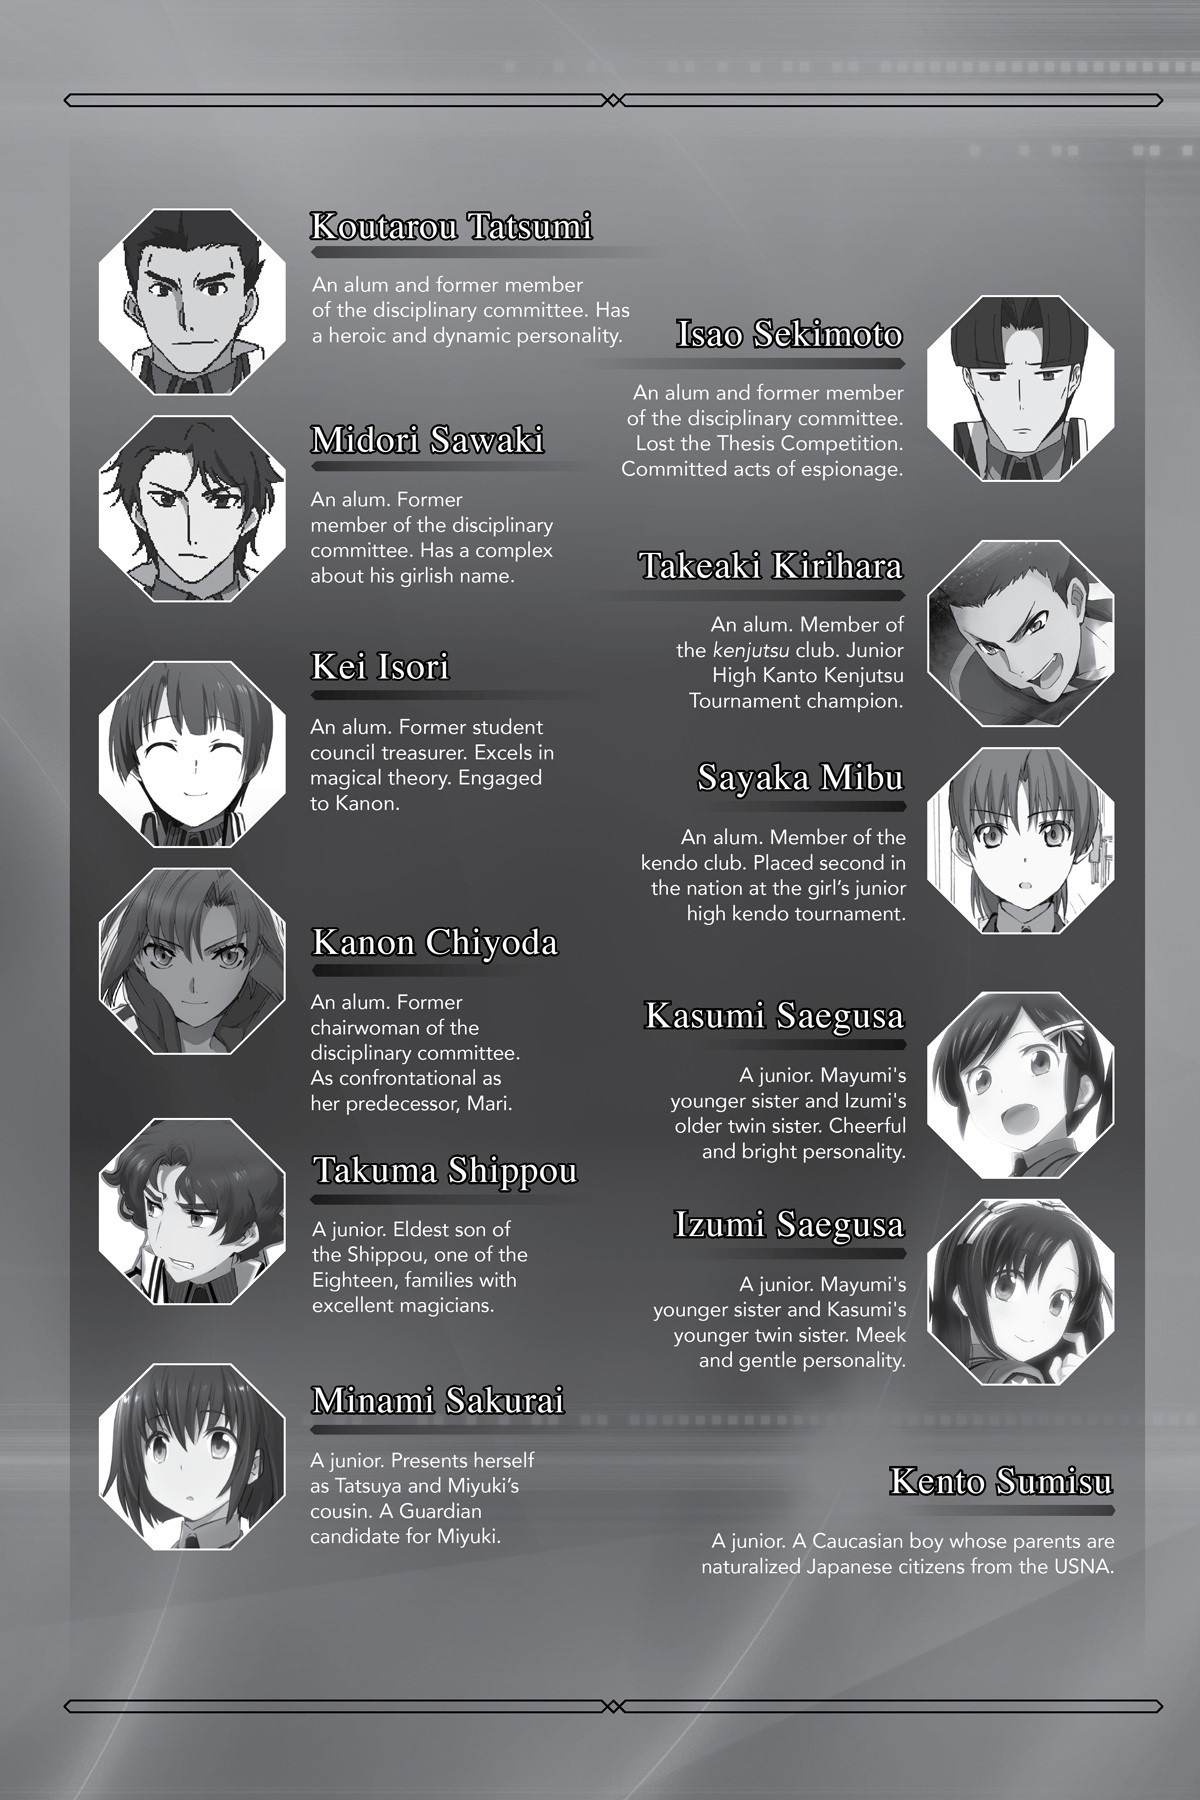 Koutarou Tatsumi
An alum and former member
of the disciplinary committee. Has
a heroic and dynamic personality.
Isao Sekimoto
An alum and former member
of the disciplinary committee.
Lost the Thesis Competition.
Committed acts of espionage.
Midori Sawaki
An alum. Former
member of the disciplinary
committee. Has a complex
about his girlish name.
Takeaki Kirihara
An alum. Member of
the kenjutsu club. Junior
High Kanto Kenjutsu
Tournament champion.
Kei Isori
An alum. Former student
council treasurer. Excels in
magical theory. Engaged
to Kanon.
Sayaka Mibu
An alum. Member of the
kendo club. Placed second in
the nation at the girl’s junior
high kendo tournament.
Kanon Chiyoda
An alum. Former
chairwoman of the
disciplinary committee.
As confrontational as
her predecessor, Mari.
Kasumi Saegusa
A junior. Mayumi's
younger sister and Izumi's
older twin sister. Cheerful
and bright personality.
Takuma Shippou
A junior. Eldest son of
the Shippou, one of the
Eighteen, families with
excellent magicians.
Izumi Saegusa
A junior. Mayumi's
younger sister and Kasumi's
younger twin sister. Meek
and gentle personality.
Minami Sakurai
A junior. Presents herself
as Tatsuya and Miyuki’s
cousin. A Guardian
candidate for Miyuki.
Kento Sumisu
A junior. A Caucasian boy whose parents are
naturalized Japanese citizens from the USNA.